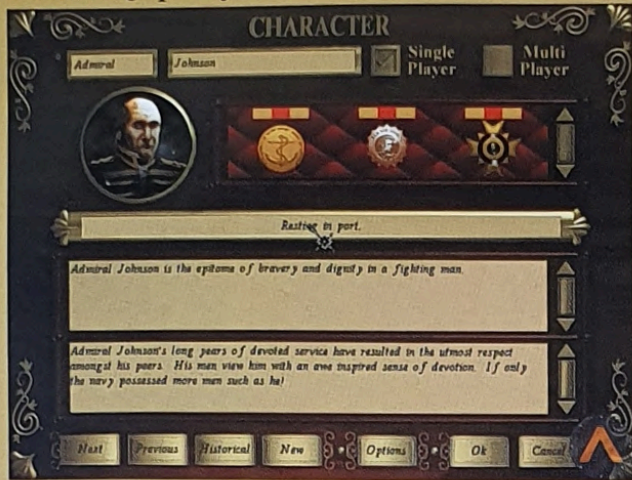 CHARACTER
Admiral
Johnson
Single Player
Multi Player
Resting in port.
Admiral Johnson is the epitome of bravery and dignity in a fighting man.
Admiral Johnson's long years of devoted service have resulted in the utmost respect
amongst his peers. His men view him with an awe inspired sense of devotion. If only
the navy possessed more men such as he!
Next
Previous
Historical
New
Options
Ok
Cancel